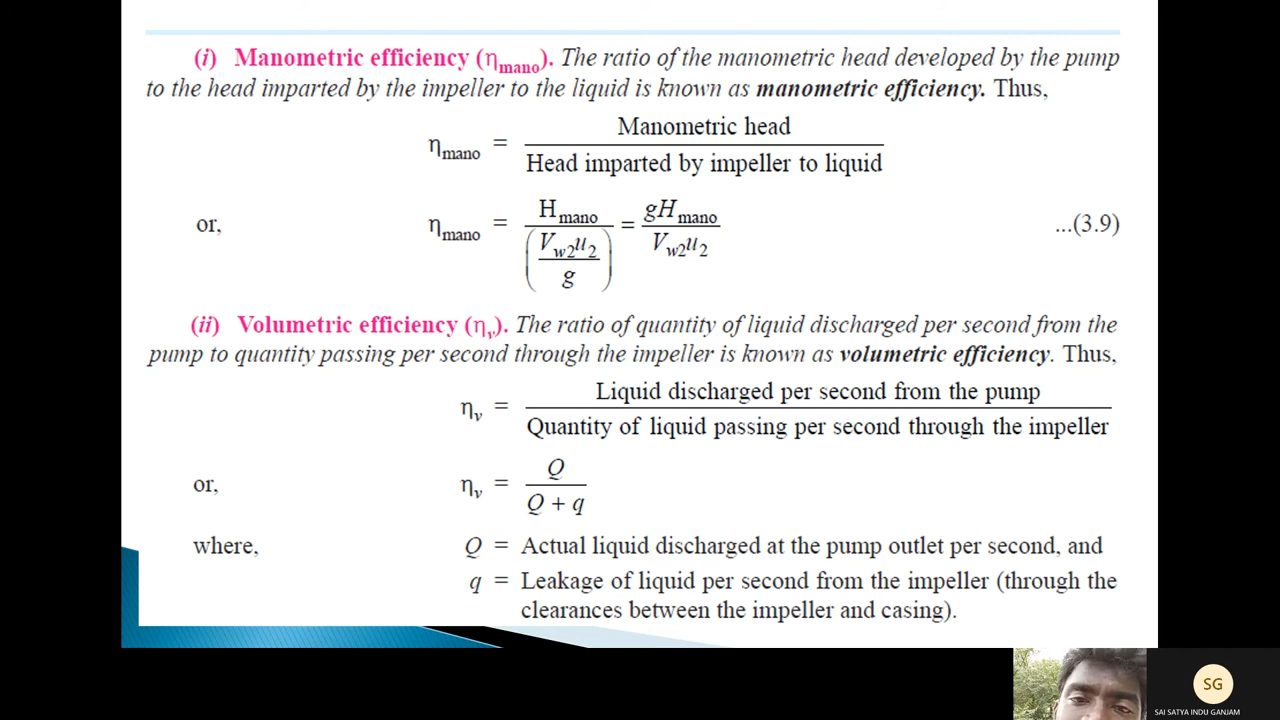 (i) Manometric efficiency (ηmano). The ratio of the manometric head developed by the pump
to the head imparted by the impeller to the liquid is known as manometric efficiency. Thus,
ηmano = Manometric head / Head imparted by impeller to liquid
or, ηmano = Hmano / (Vw2u2 / g) = gHmano / Vw2u2 ...(3.9)
(ii) Volumetric efficiency (ηv). The ratio of quantity of liquid discharged per second from the
pump to quantity passing per second through the impeller is known as volumetric efficiency. Thus,
ηv = Liquid discharged per second from the pump / Quantity of liquid passing per second through the impeller
or, ηv = Q / Q + q
where, Q = Actual liquid discharged at the pump outlet per second, and
q = Leakage of liquid per second from the impeller (through the
clearances between the impeller and casing).
SG
SAI SATYA INDU GANJAM